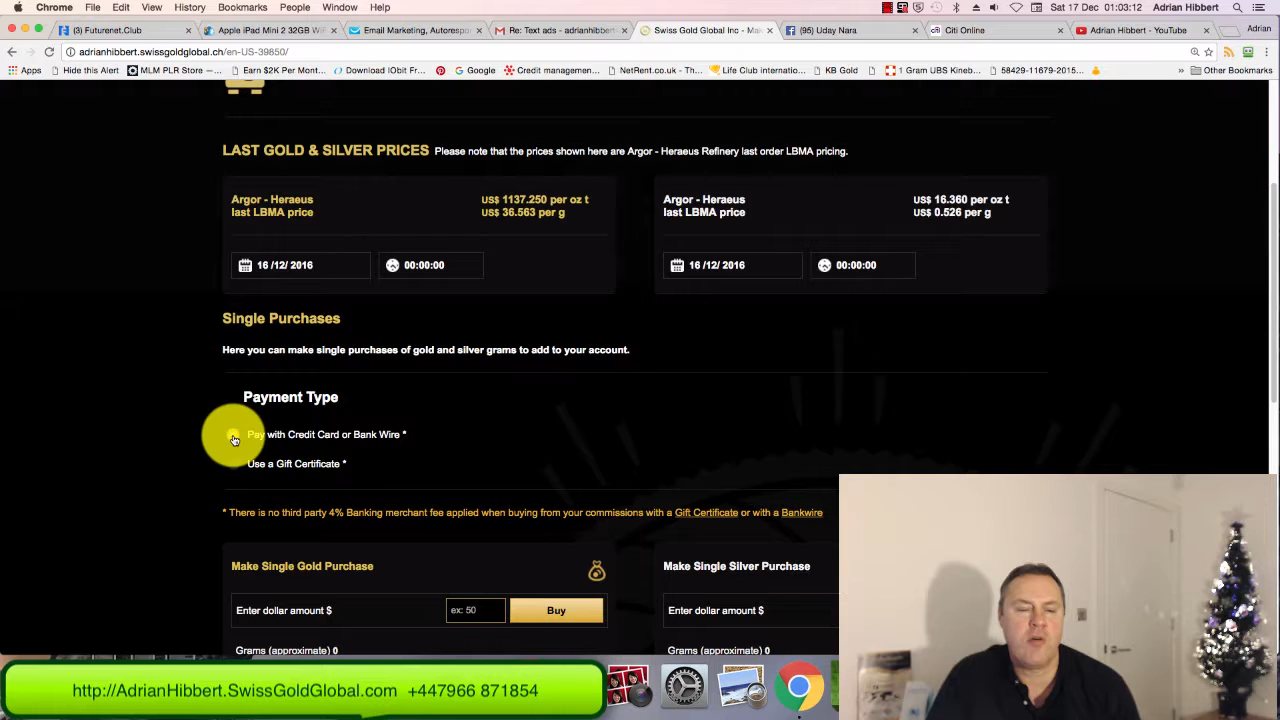 Chrome File Edit View History Bookmarks People Window Help Sat 17 Dec 01:03:12 Adrian Hibbert
(3) Futurenet.Club Apple iPad Mini 2 32GB Wi Email Marketing, Autorespo Re: Text ads - adrianhibbert Swiss Gold Global Inc - Mak (95) Uday Nara Citi Online Adrian Hibbert - YouTube Adrian
adrianhibbert.swissgoldglobal.ch/en-US-39850/
Apps Hide this Alert MLM PLR Store — Earn $2K Per Mont... Download IObit Fr... Google Credit managemen... NetRent.co.uk - Th... Life Club internatio... KB Gold 1 Gram UBS Kineb... 58429-11679-2015... » Other Bookmarks
LAST GOLD & SILVER PRICES Please note that the prices shown here are Argor - Heraeus Refinery last order LBMA pricing.
Argor - Heraeus US$ 1137.250 per oz t Argor - Heraeus US$ 16.360 per oz t
last LBMA price US$ 36.563 per g last LBMA price US$ 0.526 per g
16 /12/ 2016 00:00:00 16 /12/ 2016 00:00:00
Single Purchases
Here you can make single purchases of gold and silver grams to add to your account.
Payment Type
Pay with Credit Card or Bank Wire *
Use a Gift Certificate *
* There is no third party 4% Banking merchant fee applied when buying from your commissions with a Gift Certificate or with a Bankwire
Make Single Gold Purchase Make Single Silver Purchase
Enter dollar amount $ ex: 50 Buy Enter dollar amount $
Grams (approximate) 0 Grams (approximate) 0
http://AdrianHibbert.SwissGoldGlobal.com +447966 871854